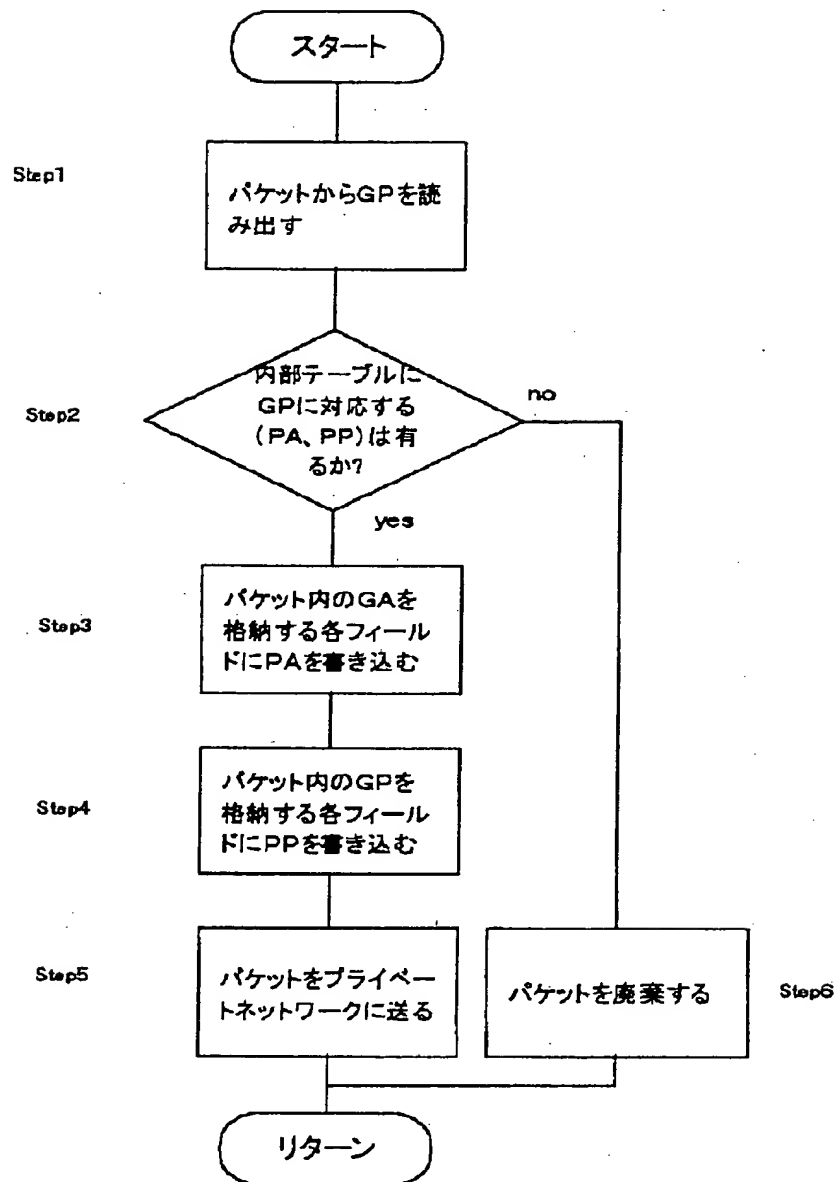 スタート
Step1
パケットからGPを読
み出す
Step2
内部テーブルに
GPに対応する
(PA、PP)は有
るか?
no
yes
Step3
パケット内のGAを
格納する各フィール
ドにPAを書き込む
Step4
パケット内のGPを
格納する各フィール
ドにPPを書き込む
Step5
パケットをプライベー
トネットワークに送る
パケットを廃棄する
Step6
リターン